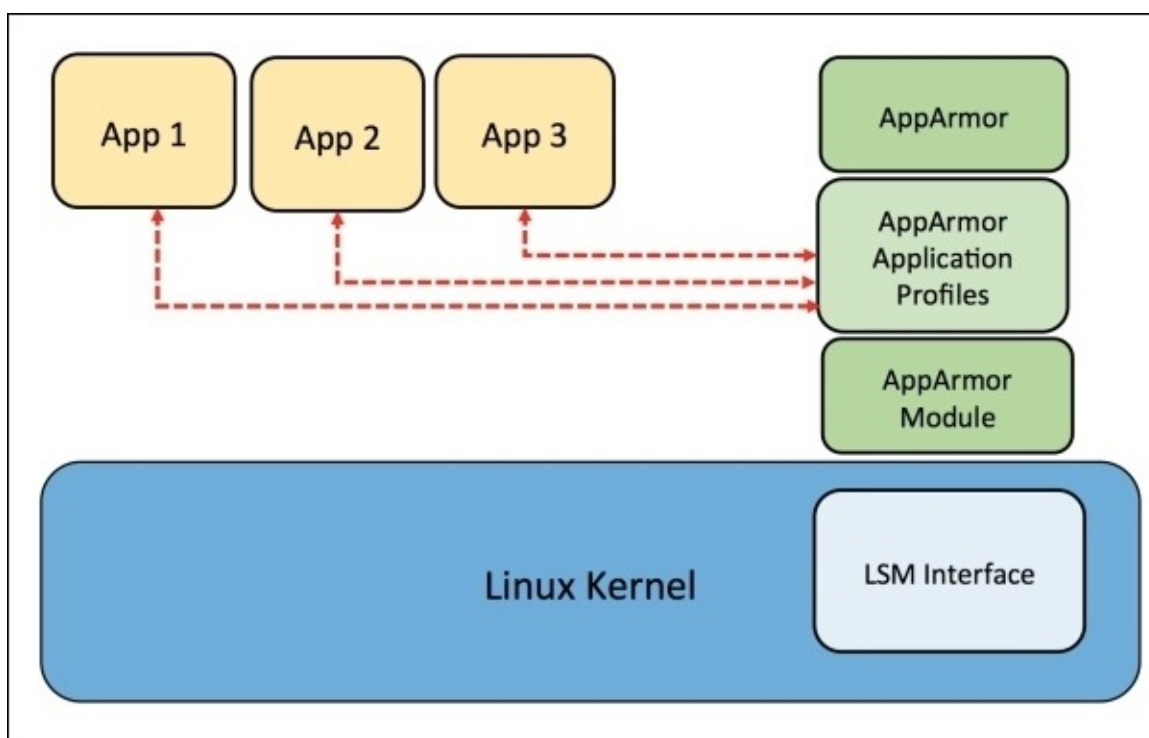 App 1
App 2
App 3
AppArmor
AppArmor
Application
Profiles
AppArmor
Module
Linux Kernel
LSM Interface